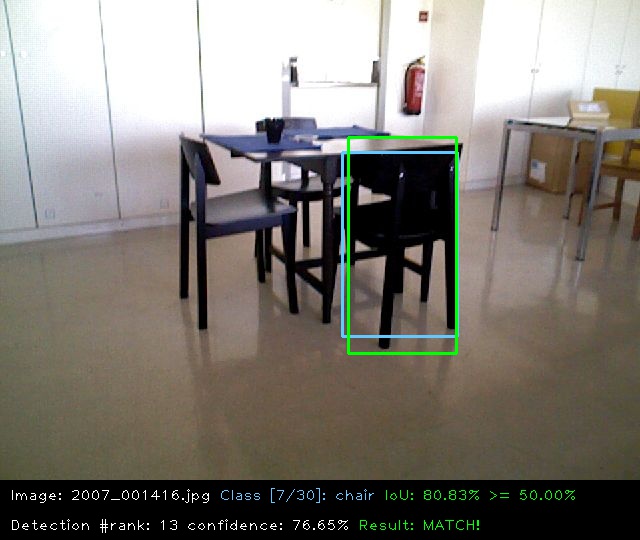 Image: 2007_001416.jpg Class [7/30]: chair IoU: 80.83% >= 50.00%
Detection #rank: 13 confidence: 76.65% Result: MATCH!